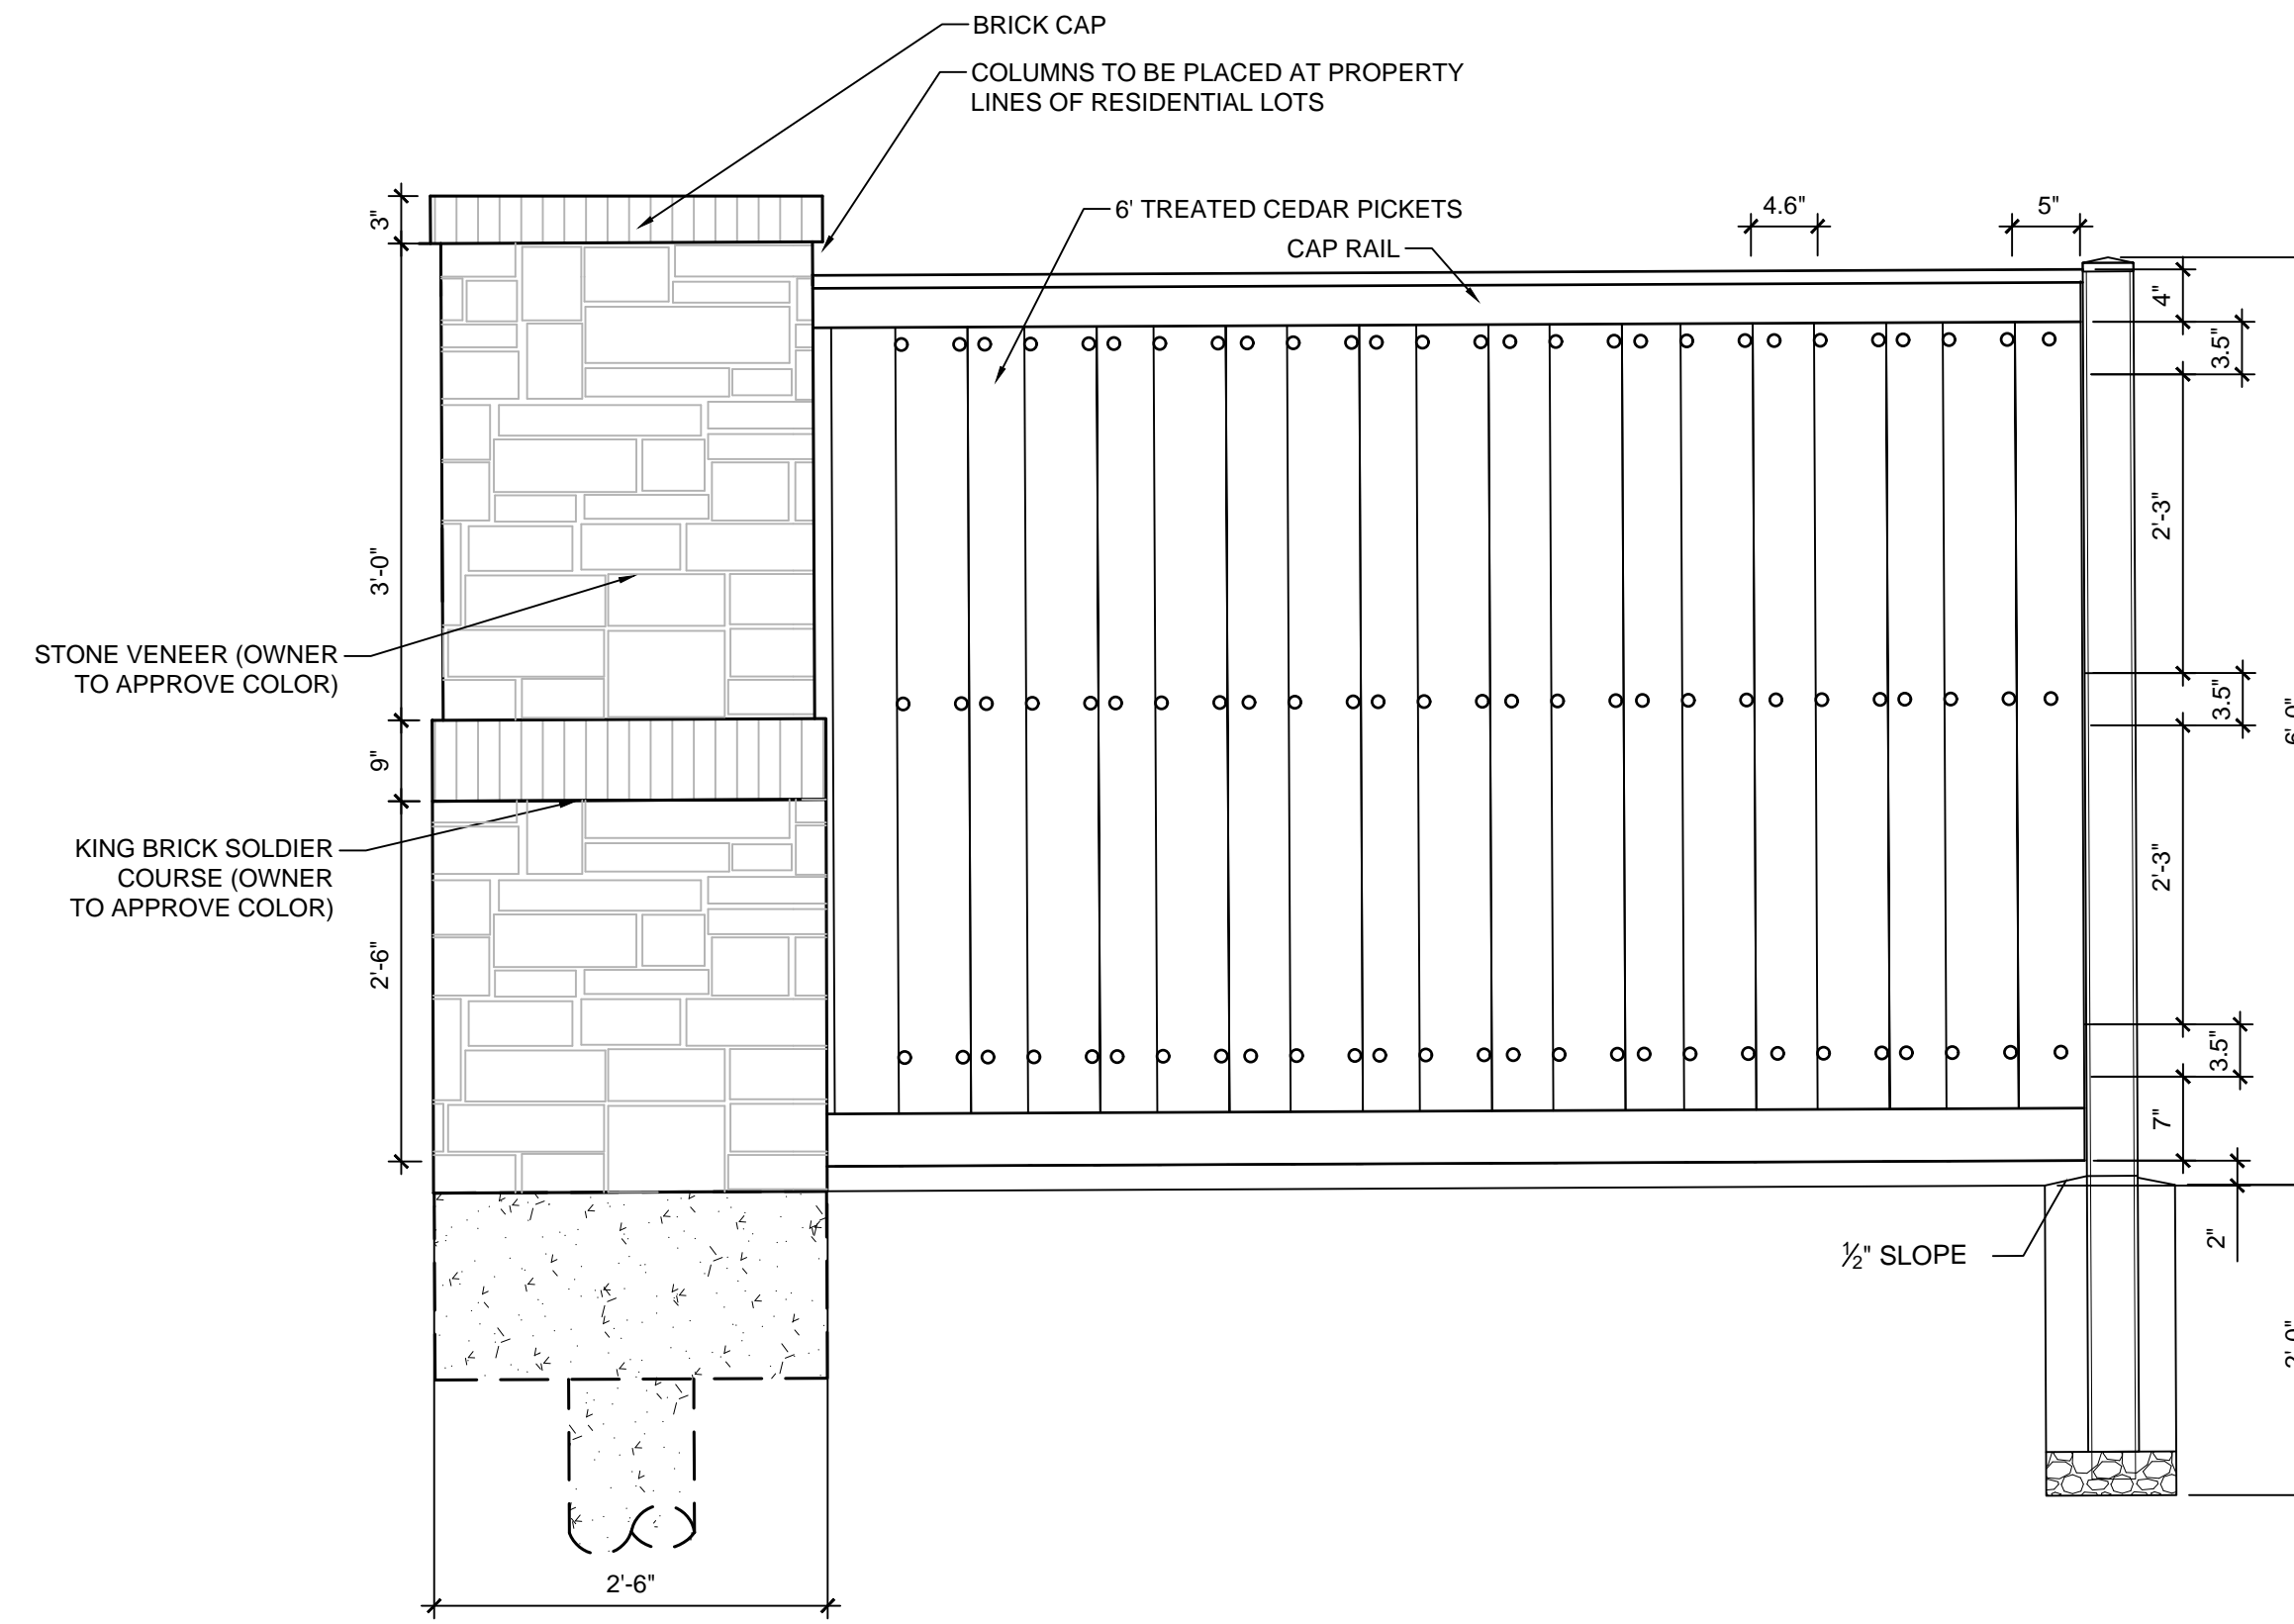 BRICK CAP
COLUMNS TO BE PLACED AT PROPERTY
LINES OF RESIDENTIAL LOTS
6' TREATED CEDAR PICKETS
CAP RAIL
4.6"
5"
3"
3'-0"
9"
2'-6"
STONE VENEER (OWNER
TO APPROVE COLOR)
KING BRICK SOLDIER
COURSE (OWNER
TO APPROVE COLOR)
4"
3.5"
2'-3"
3.5"
2'-3"
3.5"
7"
2"
½" SLOPE
2'-6"